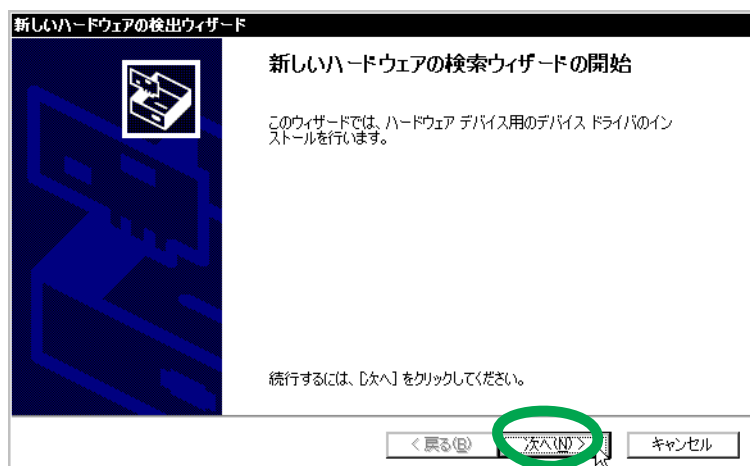 新しいハードウェアの検出ウィザード
新しいハードウェアの検索ウィザードの開始
このウィザードでは、ハードウェア デバイス用のデバイス ドライバのイン
ストールを行います。
続行するには、[次へ] をクリックしてください。
< 戻る(B)
次へ(N) >
キャンセル